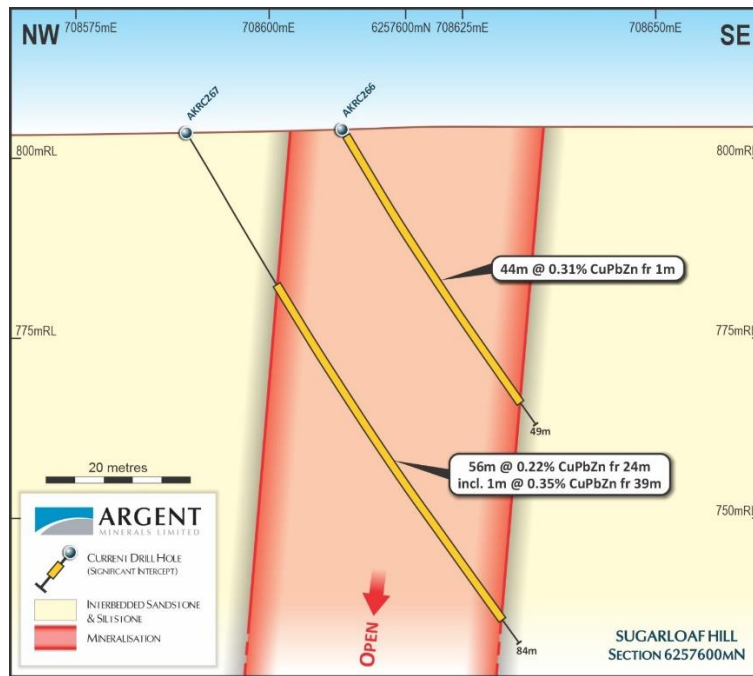 708575mE 708600mE 6257600mN 708625mE 708650mE
NW SE
AKRC267 AKRC266
800mRL 800mRL
44m @ 0.31% CuPbZn fr 1m
775mRL 775mRL
49m
56m @ 0.22% CuPbZn fr 24m
incl. 1m @ 0.35% CuPbZn fr 39m
20 metres
750mRL
ARGENT
MINERALS LIMITED
CURRENT DRILL HOLE
(SIGNIFICANT INTERCEPT)
INTERBEDDED SANDSTONE
& SILTSTONE
MINERALISATION
OPEN
84m
SUGARLOAF HILL
SECTION 6257600MN